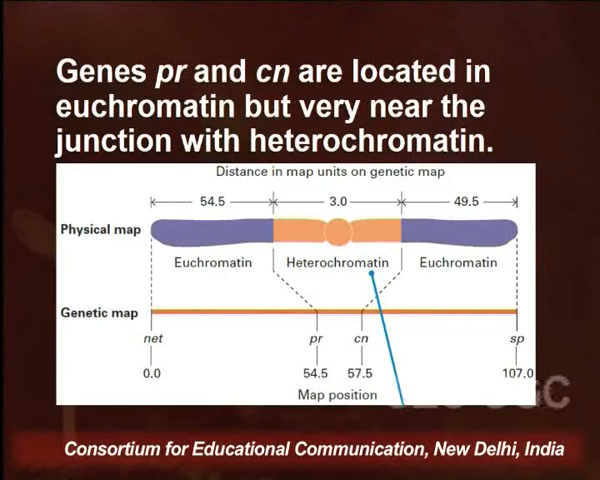 Genes pr and cn are located in
euchromatin but very near the
junction with heterochromatin.
Distance in map units on genetic map
54.5 3.0 49.5
Physical map
Euchromatin Heterochromatin Euchromatin
Genetic map
net pr cn sp
0.0 54.5 57.5 107.0
Map position
Consortium for Educational Communication, New Delhi, India